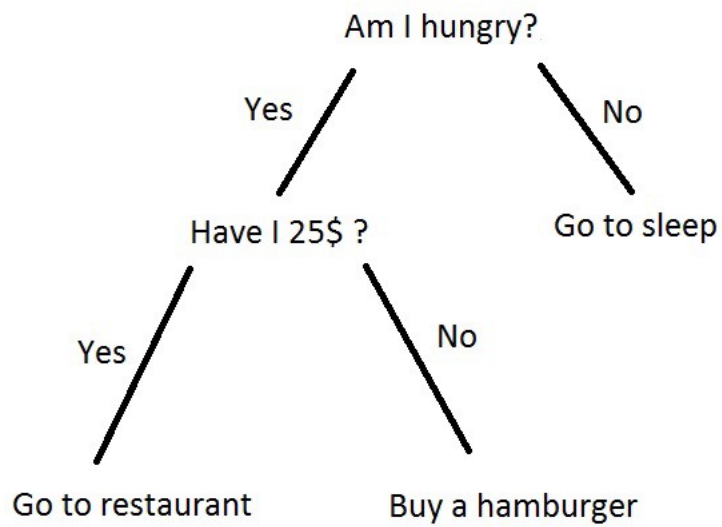 Am I hungry?
Yes
No
Have I 25$ ?
Go to sleep
Yes
No
Go to restaurant
Buy a hamburger